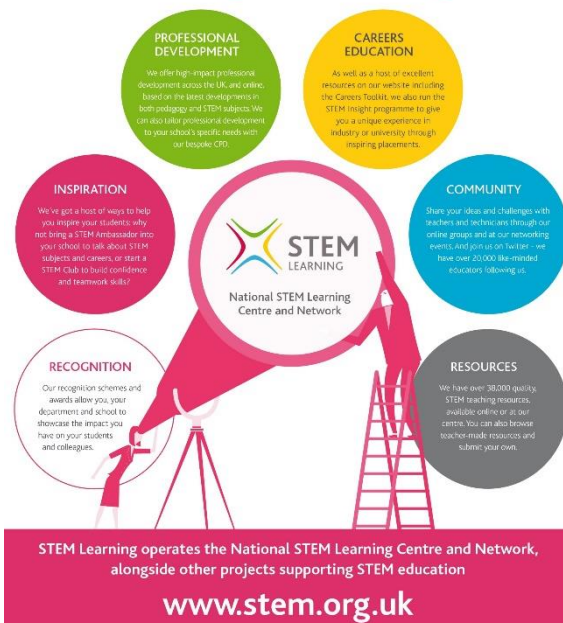 PROFESSIONAL
DEVELOPMENT
We offer high-impact professional
development across the UK, and online,
based on the latest developments in
both pedagogy and STEM subjects. We
can also tailor professional development
to your school's specific needs with
our bespoke CPD.
CAREERS
EDUCATION
As well as a host of excellent
resources on our website including
the Careers Toolkit, we also run the
STEM Insight programme to give
you a unique experience in
industry or university through
inspiring placements.
INSPIRATION
We've got a host of ways to help
you inspire your students; why
not bring a STEM Ambassador into
your school to talk about STEM
subjects and careers, or start a
STEM Club to build confidence
and teamwork skills?
STEM
LEARNING
National STEM Learning
Centre and Network
COMMUNITY
Share your ideas and challenges with
teachers and technicians through our
online groups and at our networking
events. And join us on Twitter - we
have over 20,000 like-minded
educators following us.
RECOGNITION
Our recognition schemes and
awards allow you, your
department and school to
showcase the impact you
have on your students
and colleagues.
RESOURCES
We have over 38,000 quality,
STEM teaching resources,
available online or at our
centre. You can also browse
teacher-made resources and
submit your own.
STEM Learning operates the National STEM Learning Centre and Network,
alongside other projects supporting STEM education
www.stem.org.uk